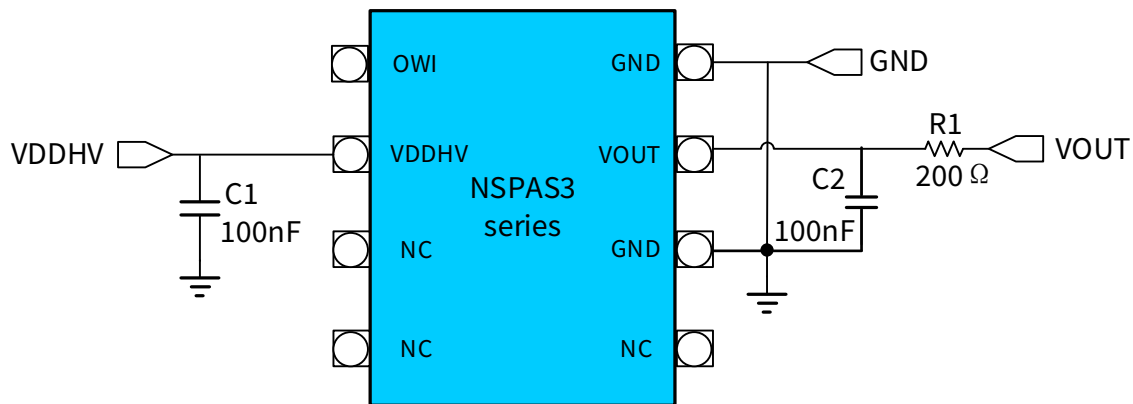 OWI
GND
GND
R1
VDDHV
VDDHV
VOUT
VOUT
200 Ω
C1
100nF
NSPAS3
series
C2
100nF
NC
GND
NC
NC